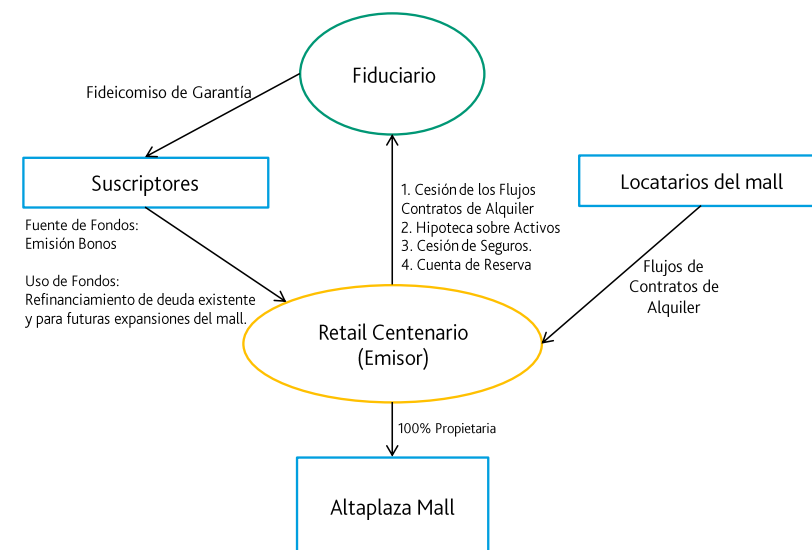 Fiduciario
Fideicomiso de Garantía
Suscriptores
Locatarios del mall
1. Cesión de los Flujos
Contratos de Alquiler
2. Hipoteca sobre Activos
3. Cesión de Seguros.
4. Cuenta de Reserva
Fuente de Fondos:
Emisión Bonos
Uso de Fondos:
Refinanciamiento de deuda existente
y para futuras expansiones del mall.
Flujos de
Contratos de
Alquiler
Retail Centenario
(Emisor)
100% Propietaria
Altaplaza Mall